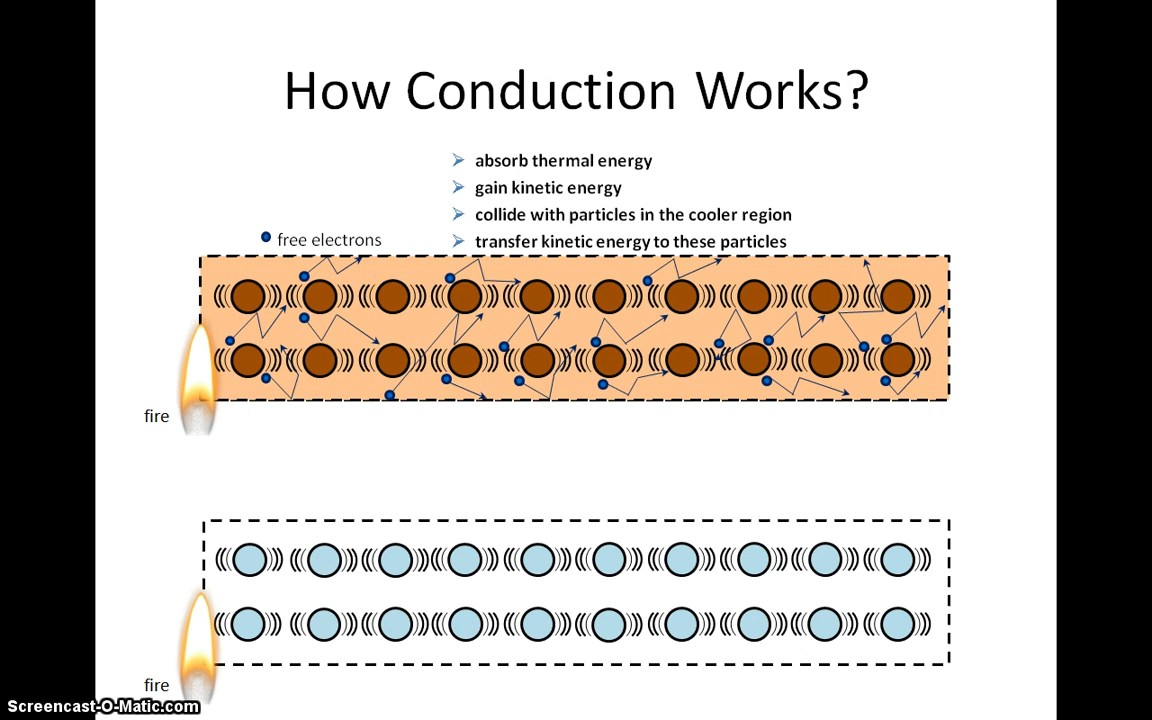 How Conduction Works?
absorb thermal energy
gain kinetic energy
collide with particles in the cooler region
free electrons
transfer kinetic energy to these particles
fire
fire
Screencast-O-Matic.com